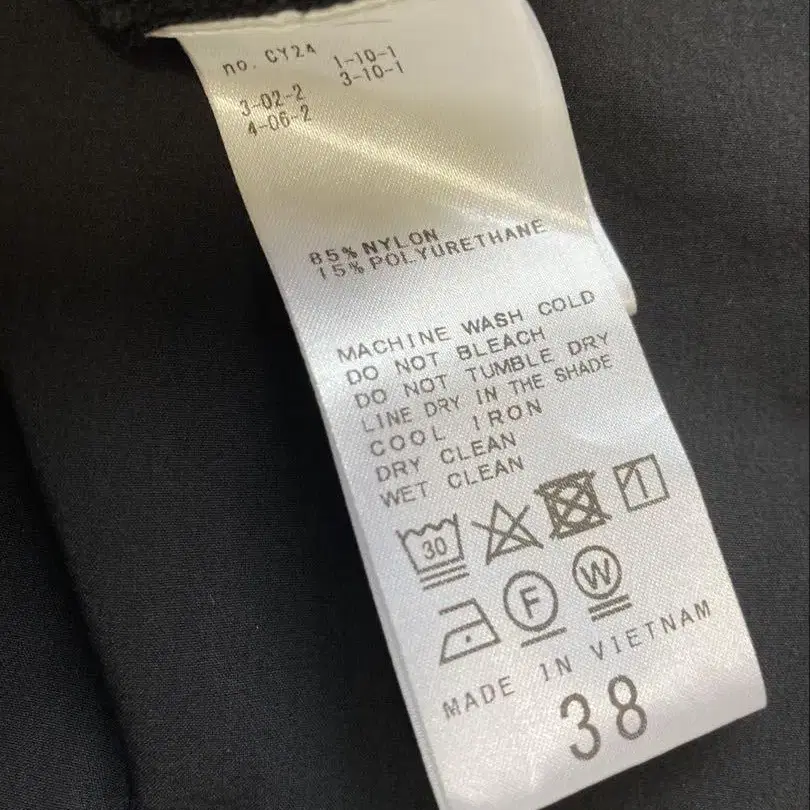 no. CY24
1-10-1
3-10-1
3-02-2
4-06-2
85%NYLON
15%POLYURETHANE
MACHINE WASH COLD
DO NOT BLEACH
DO NOT TUMBLE DRY
LINE DRY IN THE SHADE
COOL IRON
DRY CLEAN
WET CLEAN
30
F
W
MADE IN VIETNAM
38